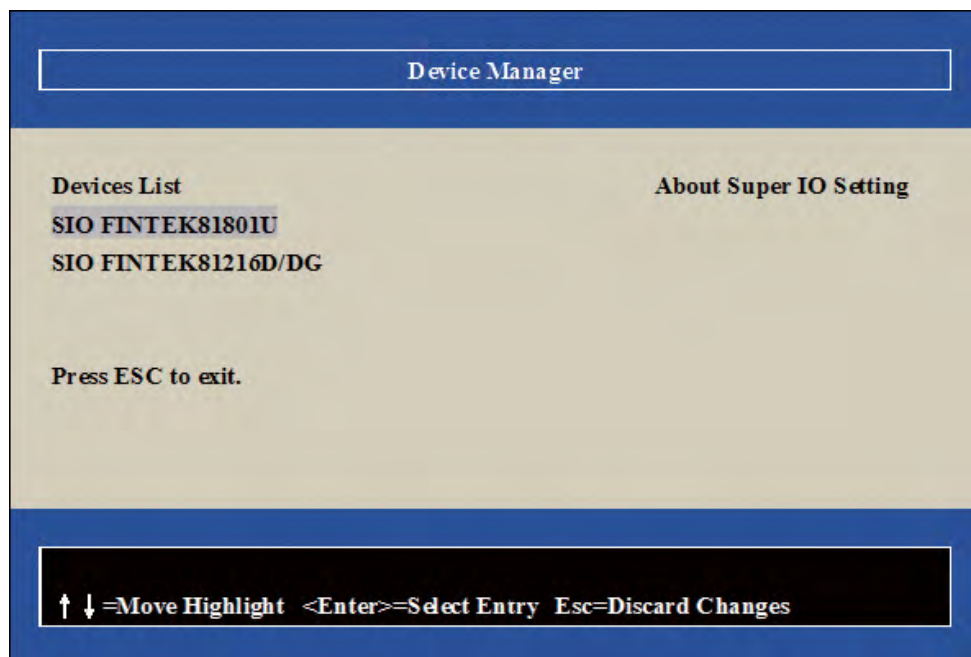 Device Manager
Devices List
About Super IO Setting
SIO FINTEK81801U
SIO FINTEK81216D/DG
Press ESC to exit.
↑ ↓ =Move Highlight <Enter>=Select Entry Esc=Discard Changes